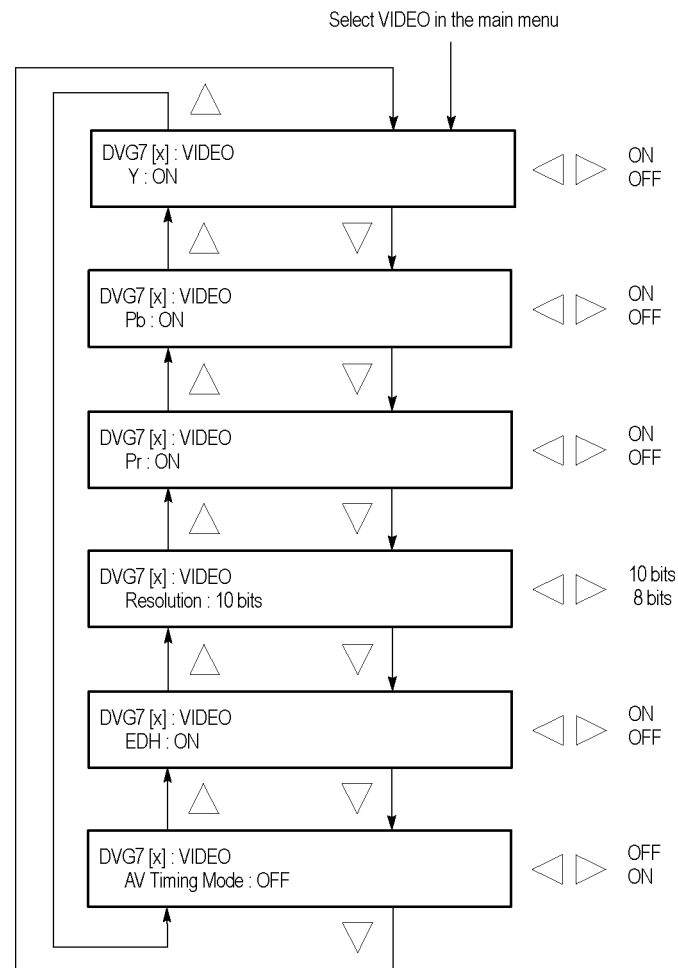 Select VIDEO in the main menu
DVG7 [x] : VIDEO
Y : ON
ON
OFF
DVG7 [x] : VIDEO
Pb : ON
ON
OFF
DVG7 [x] : VIDEO
Pr : ON
ON
OFF
DVG7 [x] : VIDEO
Resolution : 10 bits
10 bits
8 bits
DVG7 [x] : VIDEO
EDH : ON
ON
OFF
DVG7 [x] : VIDEO
AV Timing Mode : OFF
OFF
ON